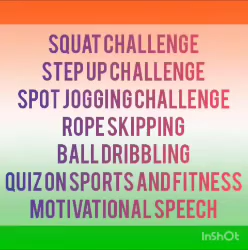 SQUAT CHALLENGE
STEP UP CHALLENGE
SPOT JOGGING CHALLENGE
ROPE SKIPPING
BALL DRIBBLING
QUIZ ON SPORTS AND FITNESS
MOTIVATIONAL SPEECH
InShOt